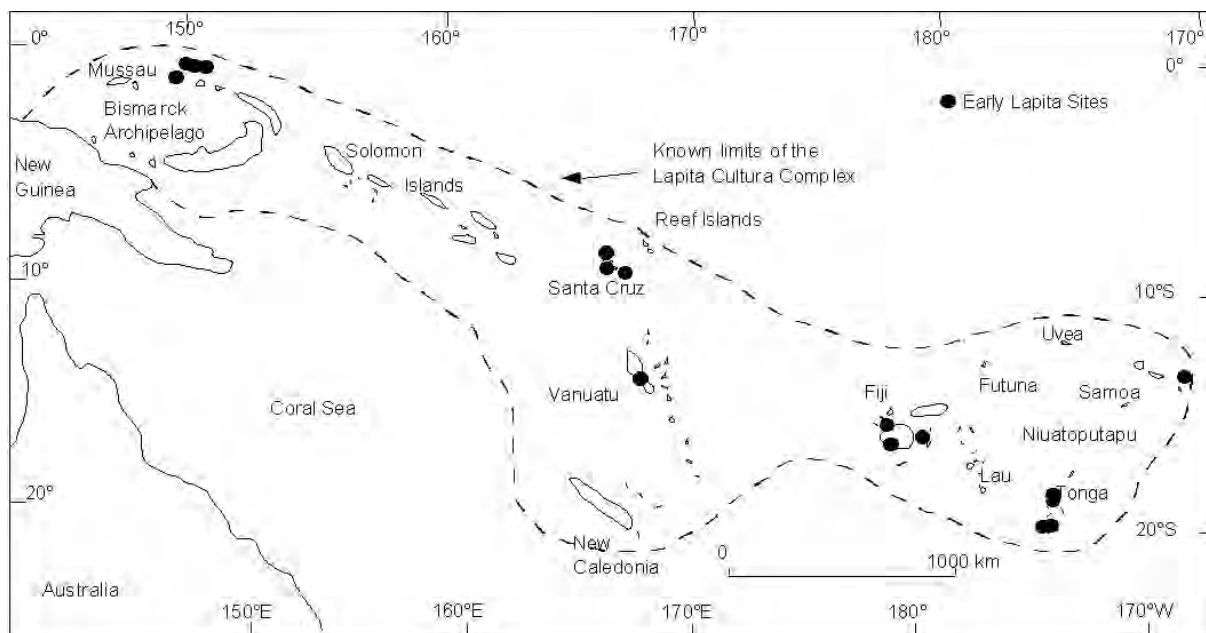 150°
160°
170°
180°
170°
0°
0°
Mussau
Early Lapita Sites
Bismarck
Archipelago
Solomon
Islands
Known limits of the
Lapita Cultura Complex
New
Guinea
Reef Islands
10°
Santa Cruz
10°S
Uvea
Vanuatu
Futuna
Samoa
Coral Sea
Fiji
Niuatoputapu
Lau
Tonga
20°
20°S
New
Caledonia
0
1000 km
Australia
150°E
160°E
170°E
180°
170°W